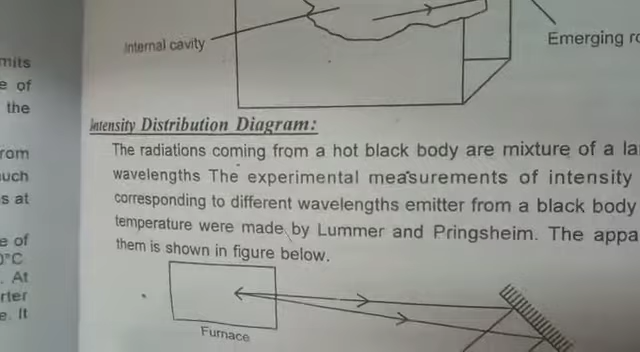 mits
e of
the
rom
uch
s at
e of
0°C
. At
rter
e. It
Internal cavity
Emerging
Intensity Distribution Diagram:
The radiations coming from a hot black body are mixture of a
wavelengths The experimental measurements of intensity
corresponding to different wavelengths emitter from a black body
temperature were made by Lummer and Pringsheim. The
them is shown in figure below.
Furnace